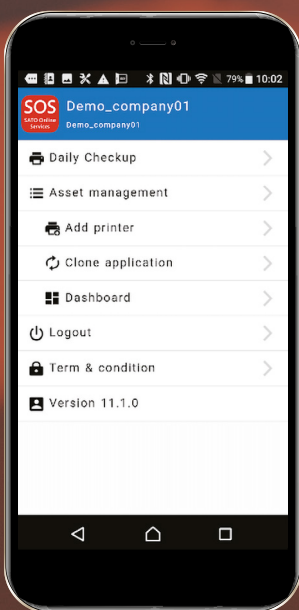 79% 10:02
SOS
SATO Online
Services
Demo_company01
Demo_company01
Daily Checkup
Asset management
Add printer
Clone application
Dashboard
Logout
Term & condition
Version 11.1.0